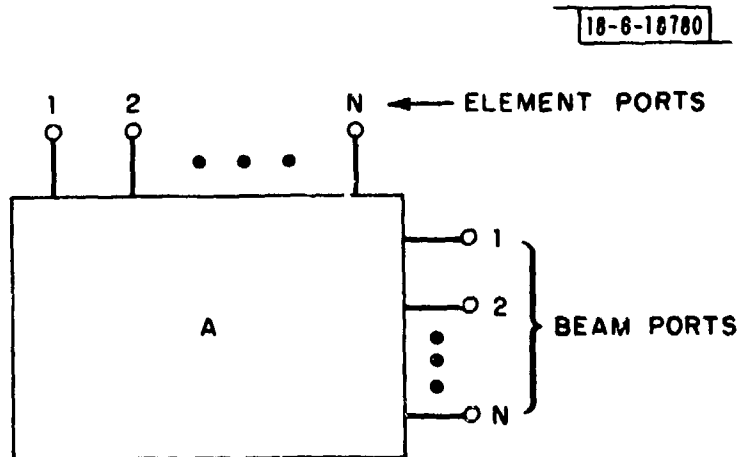 18-6-18780
1 2 N ELEMENT PORTS
1
2
A
BEAM PORTS
N